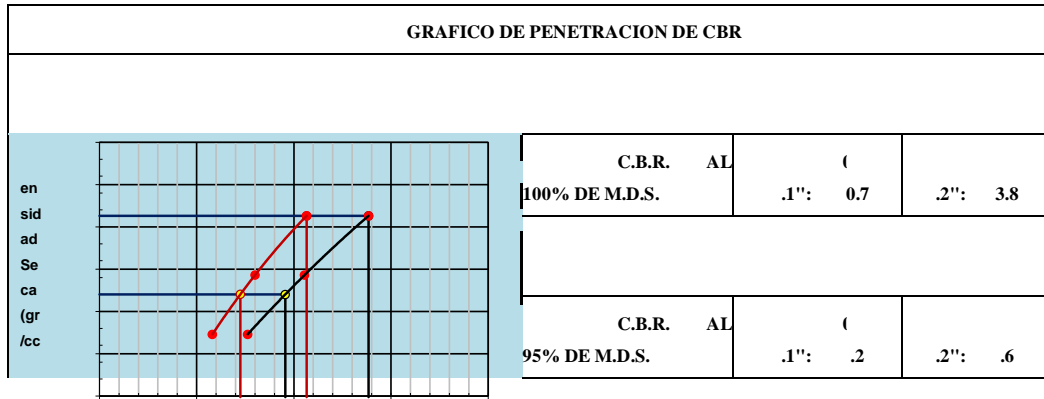 GRAFICO DE PENETRACION DE CBR
en
sid
ad
Se
ca
(gr
/cc
C.B.R. AL
100% DE M.D.S.
.1": 0.7
.2": 3.8
C.B.R. AL
95% DE M.D.S.
.1": .2
.2": .6